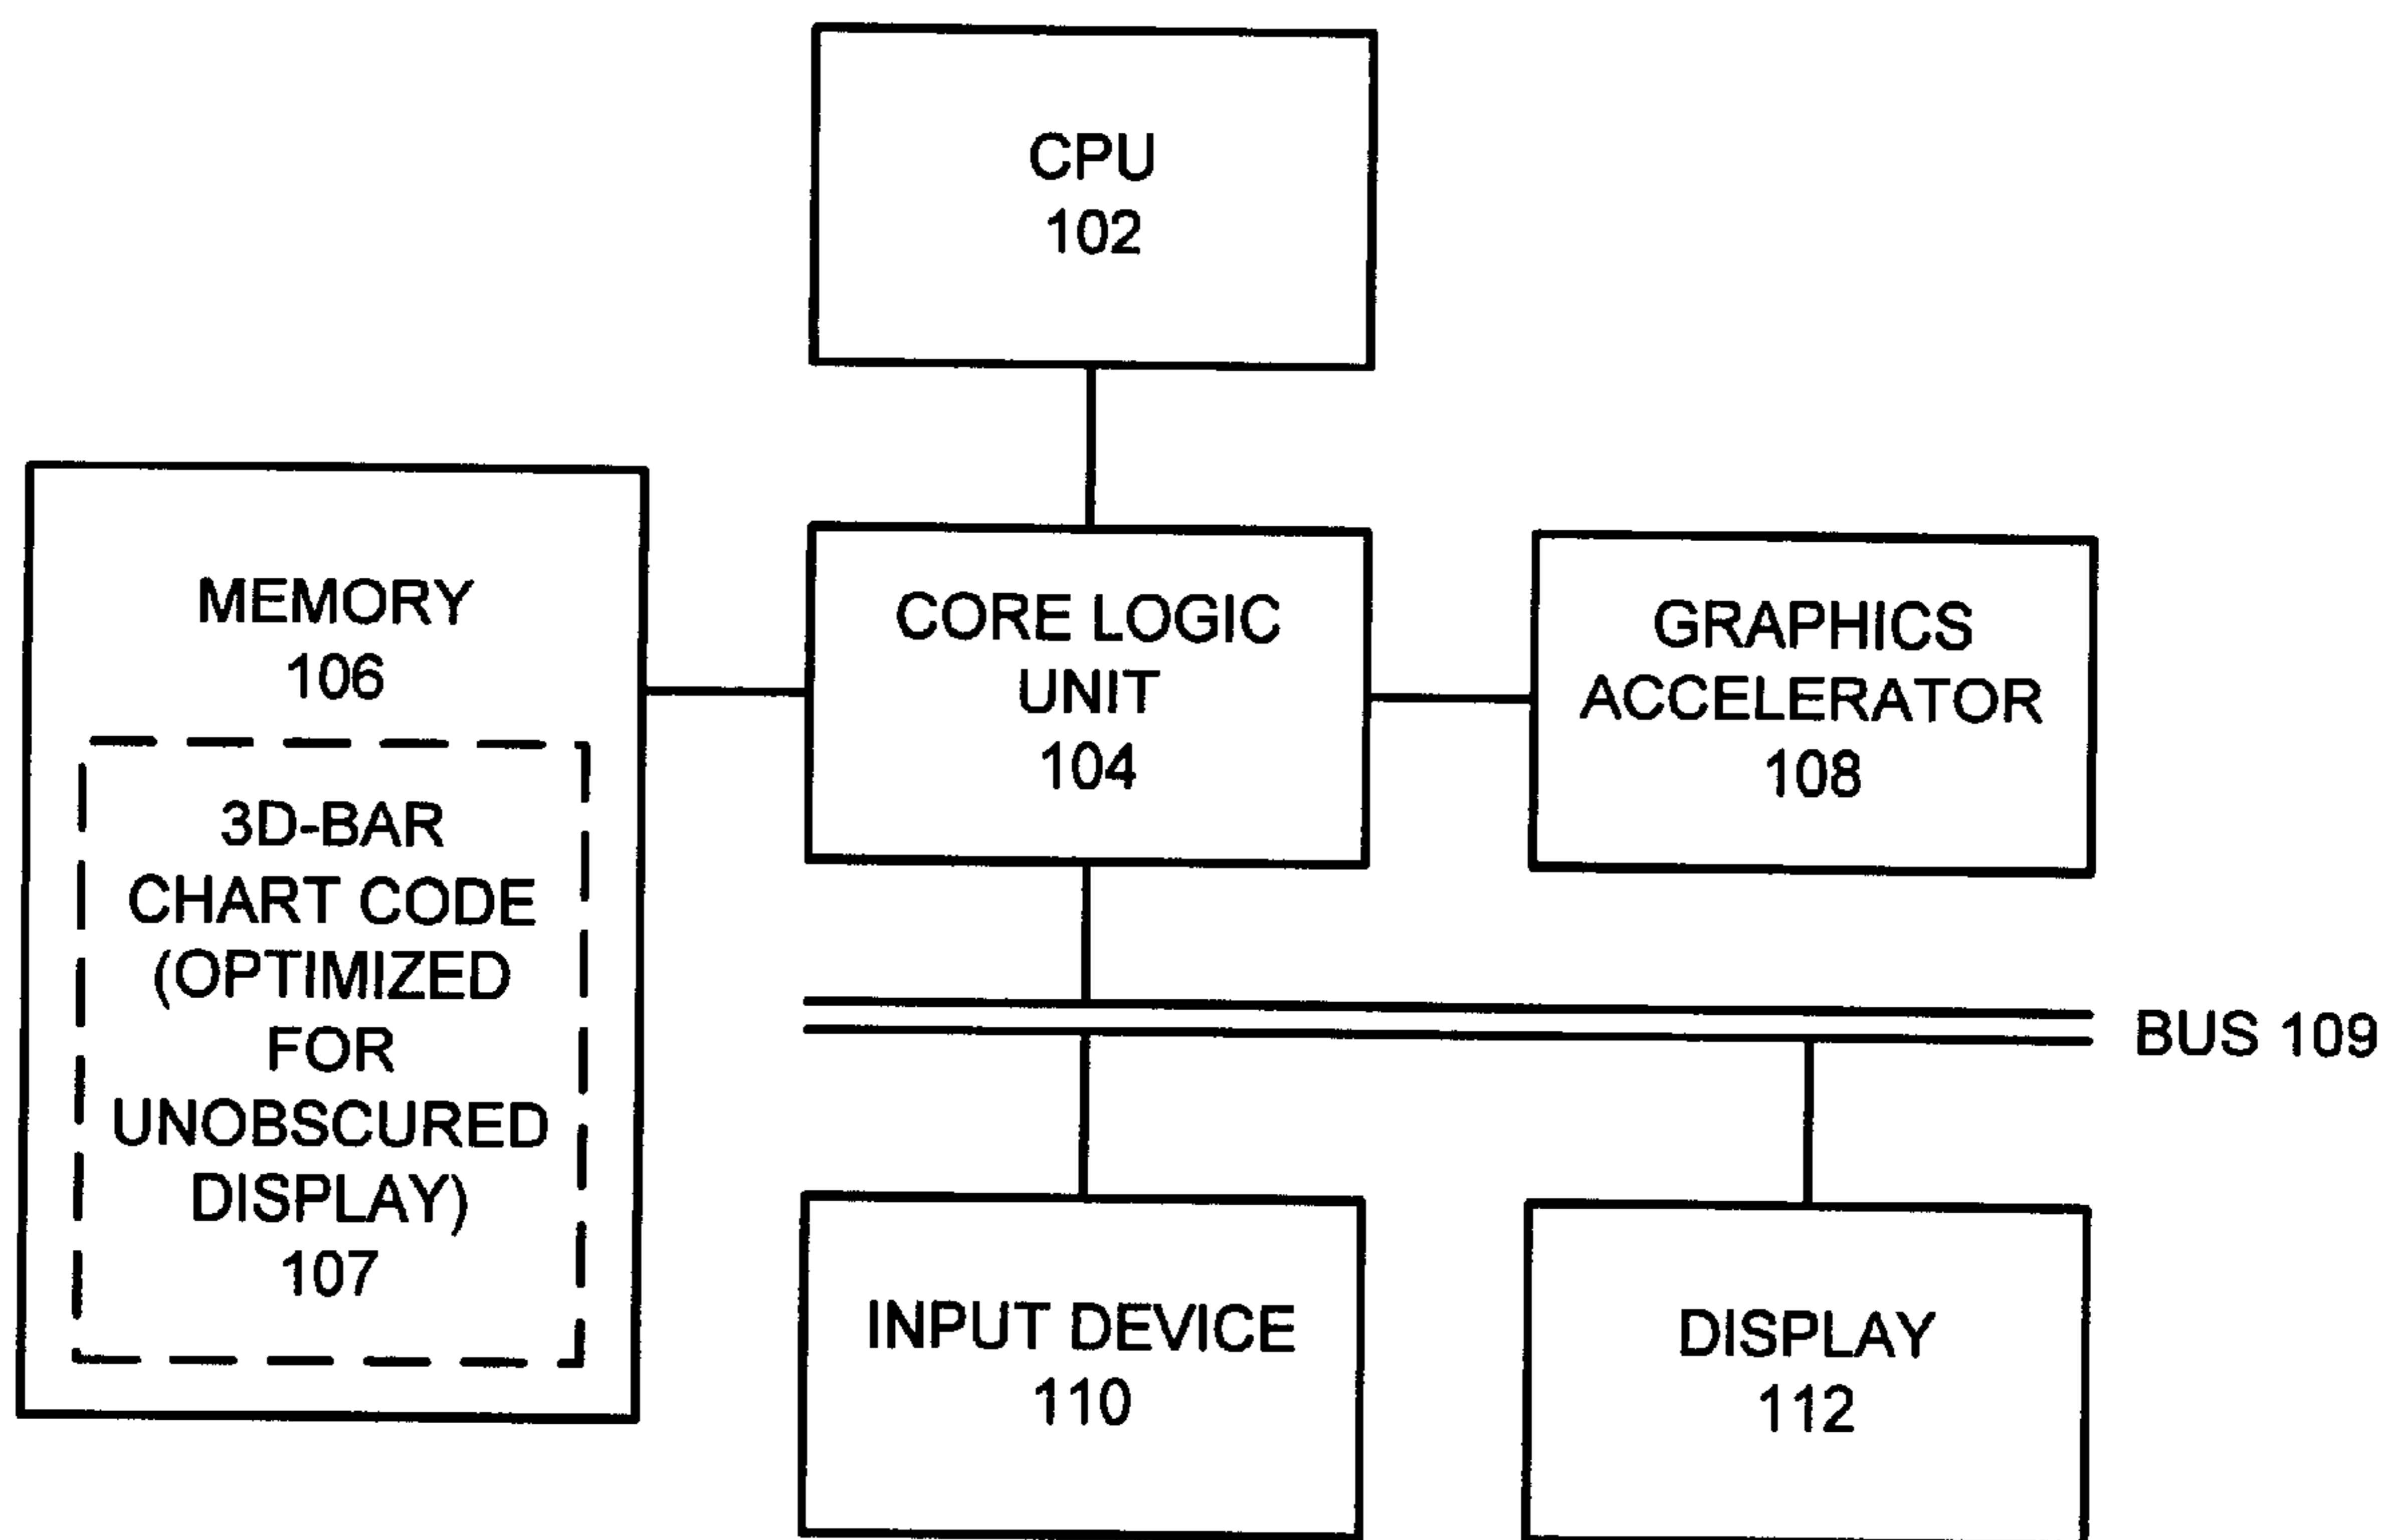 CPU
102
MEMORY
106
3D-BAR
CHART CODE
(OPTIMIZED
FOR
UNOBSCURED
DISPLAY)
107
CORE LOGIC
UNIT
104
GRAPHICS
ACCELERATOR
108
BUS 109
INPUT DEVICE
110
DISPLAY
112